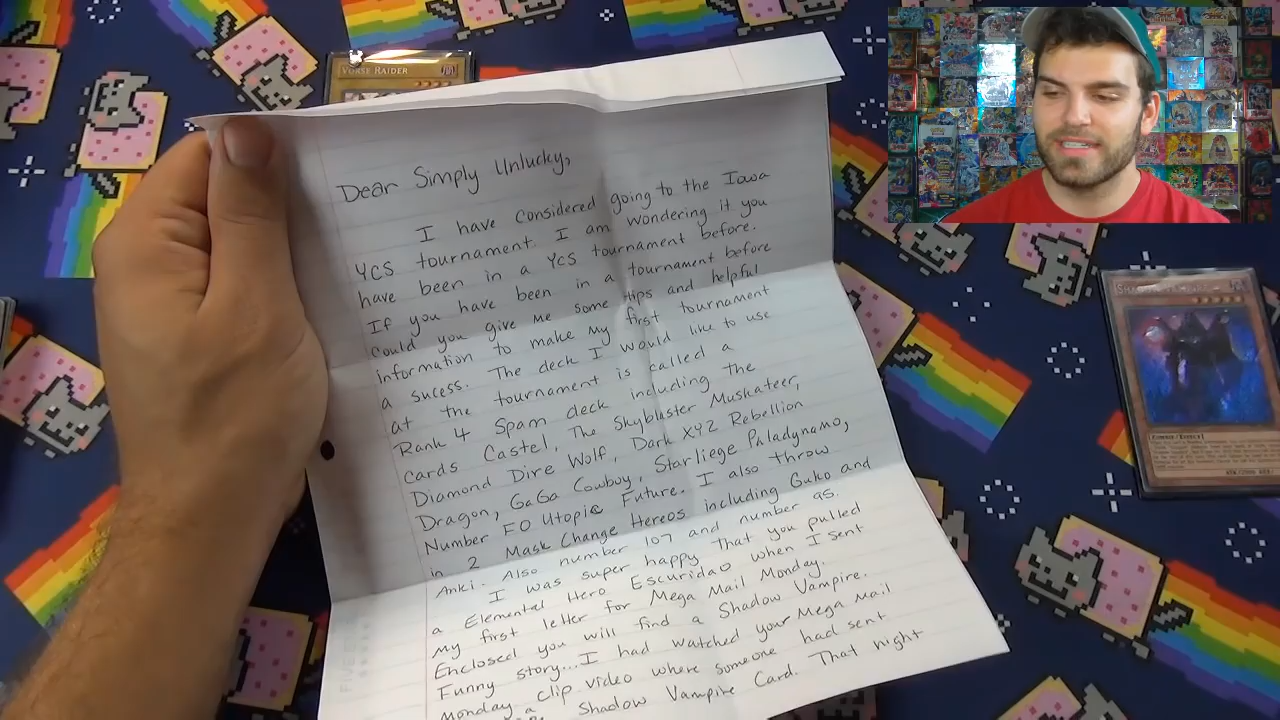 VORSE RAIDER
Dear Simply Unlucky,
I have considered going to the Iowa
YCS tournament. I am wondering if you
have been in a YCS tournament before.
If you have been in a tournament before
Could you give me some tips and helpful
information to make my first tournament
a sucess. The deck I would like to use
at the tournament is called a
Rank 4 Spam deck including the
cards Castel, The Skyblaster Muskateer,
Diamond Dire Wolf, Dark XYZ Rebellion
Dragon, GaGa Cowboy, Starliege Paladynamo,
Number F0 Utopic Future. I also throw
in 2 Mask Change Hereos including Guko and
Anki. Also number 107 and number 95.
I was super happy that you pulled
a Elemental Hero Escuridao when I sent
my first letter for Mega Mail Monday.
Enclosed you will find a Shadow Vampire.
Funny story... I had watched your Mega Mail
Monday clip video where someone had sent
a Shadow Vampire Card. That night